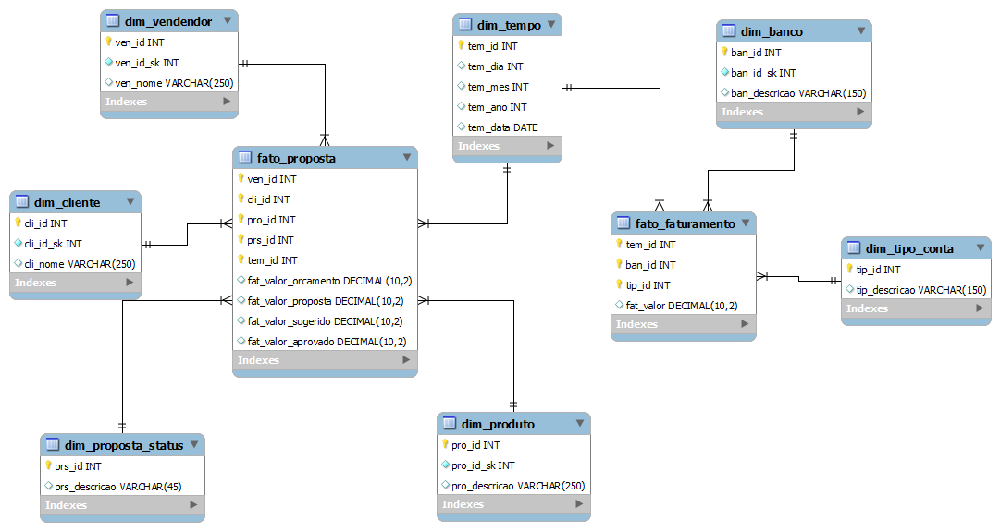 dim_vendendor
ven_id INT
ven_id_sk INT
ven_nome VARCHAR(250)
Indexes
dim_tempo
tem_id INT
tem_dia INT
tem_mes INT
tem_ano INT
tem_data DATE
Indexes
dim_banco
ban_id INT
ban_id_sk INT
ban_descricao VARCHAR(150)
Indexes
fato_proposta
ven_id INT
cli_id INT
pro_id INT
prs_id INT
tem_id INT
fat_valor_orcamento DECIMAL(10,2)
fat_valor_proposta DECIMAL(10,2)
fat_valor_sugerido DECIMAL(10,2)
fat_valor_aprovado DECIMAL(10,2)
Indexes
dim_cliente
cli_id INT
cli_id_sk INT
cli_nome VARCHAR(250)
Indexes
fato_faturamento
tem_id INT
ban_id INT
tip_id INT
fat_valor DECIMAL(10,2)
Indexes
dim_tipo_conta
tip_id INT
tip_descricao VARCHAR(150)
Indexes
dim_proposta_status
prs_id INT
prs_descricao VARCHAR(45)
Indexes
dim_produto
pro_id INT
pro_id_sk INT
pro_descricao VARCHAR(250)
Indexes